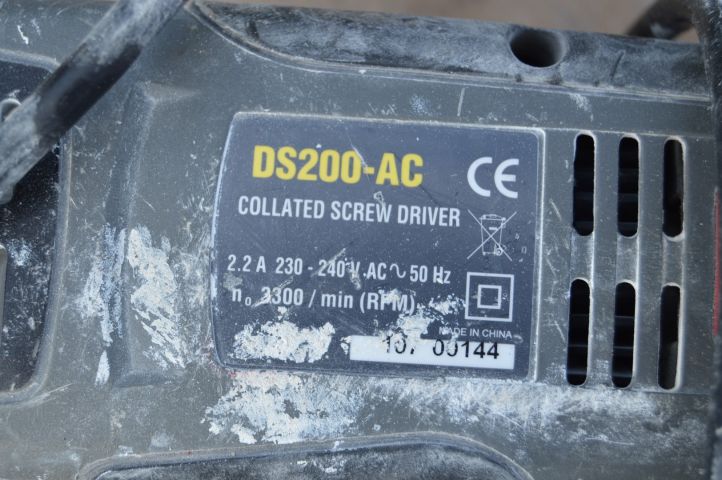 DS200-AC
CE
COLLATED SCREW DRIVER
2.2 A 230 - 240 V AC ~ 50 Hz
n₀ 3300 / min (RPM)
MADE IN CHINA
00144